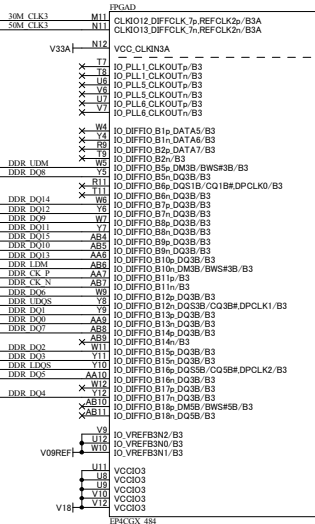 FPGAD
30M CLK3 M11 CLKIO12_DIFFCLK_7p,REFCLK2p/B3A
50M CLK3 N11 CLKIO13_DIFFCLK_7n,REFCLK2n/B3A
V33A N12 VCC_CLKIN3A
T7 IO_PLL1_CLKOUTp/B3
T8 IO_PLL1_CLKOUTn/B3
U6 IO_PLL5_CLKOUTp/B3
V6 IO_PLL5_CLKOUTn/B3
U7 IO_PLL6_CLKOUTp/B3
V7 IO_PLL6_CLKOUTn/B3
W4 IO_DIFFIO_B1p_DATA5/B3
Y4 IO_DIFFIO_B1n_DATA6/B3
R9 IO_DIFFIO_B2p_DATA7/B3
T9 IO_DIFFIO_B2n/B3
DDR_UDM W5 IO_DIFFIO_B5p_DM3B/BWS#3B/B3
DDR_DQ8 Y5 IO_DIFFIO_B5n_DQ3B/B3
R11 IO_DIFFIO_B6p_DQS1B/CQ1B#,DPCLK0/B3
T11 IO_DIFFIO_B6n_DQ3B/B3
DDR_DQ14 W6 IO_DIFFIO_B7p_DQ3B/B3
DDR_DQ12 Y6 IO_DIFFIO_B7n_DQ3B/B3
DDR_DQ9 W7 IO_DIFFIO_B8p_DQ3B/B3
DDR_DQ11 Y7 IO_DIFFIO_B8n_DQ3B/B3
DDR_DQ15 AB4 IO_DIFFIO_B9p_DQ3B/B3
DDR_DQ10 AB5 IO_DIFFIO_B9n_DQ3B/B3
DDR_DQ13 AA6 IO_DIFFIO_B10p_DQ3B/B3
DDR_LDM AB6 IO_DIFFIO_B10n_DM3B/BWS#3B/B3
DDR_CK_P AA7 IO_DIFFIO_B11p/B3
DDR_CK_N AB7 IO_DIFFIO_B11n/B3
DDR_DQ6 W9 IO_DIFFIO_B12p_DQ3B/B3
DDR_UDQS Y8 IO_DIFFIO_B12n_DQS3B/CQ3B#,DPCLK1/B3
DDR_DQ1 Y9 IO_DIFFIO_B13p_DQ3B/B3
DDR_DQ0 AA9 IO_DIFFIO_B13n_DQ3B/B3
DDR_DQ7 AB8 IO_DIFFIO_B14p_DQ3B/B3
AB9 IO_DIFFIO_B14n/B3
DDR_DQ2 W11 IO_DIFFIO_B15p_DQ3B/B3
DDR_DQ3 Y11 IO_DIFFIO_B15n_DQ3B/B3
DDR_LDQS Y10 IO_DIFFIO_B16p_DQS5B/CQ5B#,DPCLK2/B3
DDR_DQ5 AA10 IO_DIFFIO_B16n_DQ3B/B3
W12 IO_DIFFIO_B17p_DQ3B/B3
DDR_DQ4 Y12 IO_DIFFIO_B17n_DQ3B/B3
AB10 IO_DIFFIO_B18p_DM5B/BWS#5B/B3
AB11 IO_DIFFIO_B18n_DQ5B/B3
V9 IO_VREFB3N2/B3
U12 IO_VREFB3N0/B3
V09REF W10 IO_VREFB3N1/B3
U11 VCCIO3
U8 VCCIO3
U9 VCCIO3
V10 VCCIO3
V18 V12 VCCIO3
EP4CGX_484